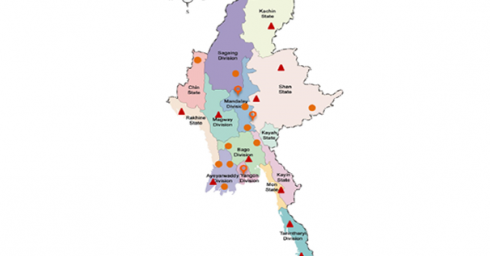 Kachin
State
Sagaing
Division
Chin
State
Shan
State
Mandalay
Division
Magway
Division
Rakhine
State
Kayah
State
Bago
Division
Ayeyarwaddy
Division
Yangon
Division
Kayin
State
Mon
State
Tanintharyi
Division